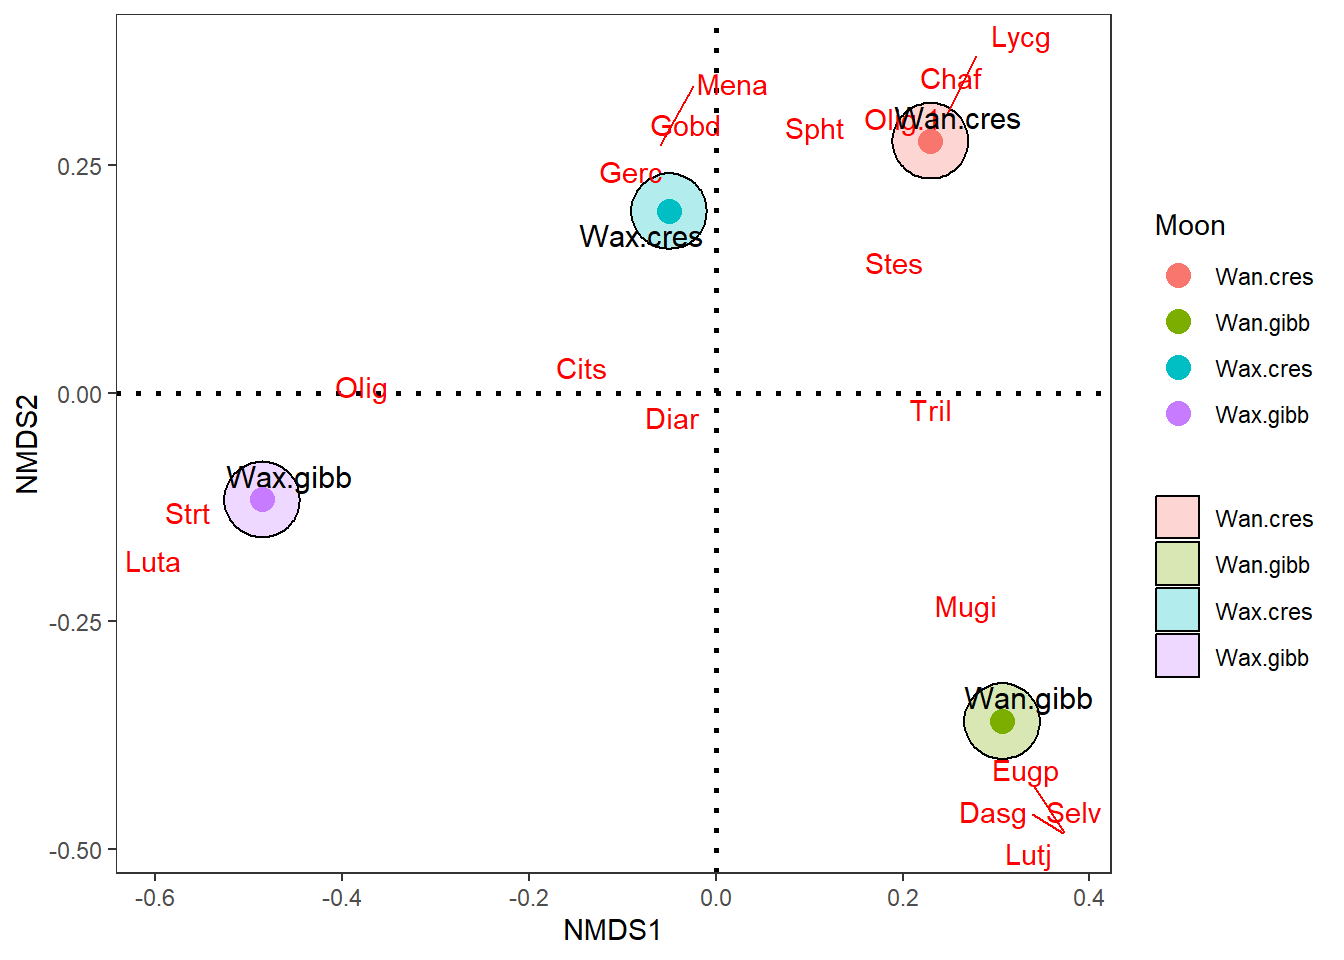 Lycg
Chaf
Mena
Olig.1
Wan.cres
Gobd
Spht
Gerc
Wax.cres
Stes
Cits
Olig
Tril
Diar
Wax.gibb
Strt
Luta
Mugi
Wan.gibb
Eugp
Dasg
Selv
Lutj
0.25
0.00
-0.25
-0.50
NMDS2
-0.6
-0.4
-0.2
0.0
0.2
0.4
NMDS1
Moon
Wan.cres
Wan.gibb
Wax.cres
Wax.gibb
Wan.cres
Wan.gibb
Wax.cres
Wax.gibb